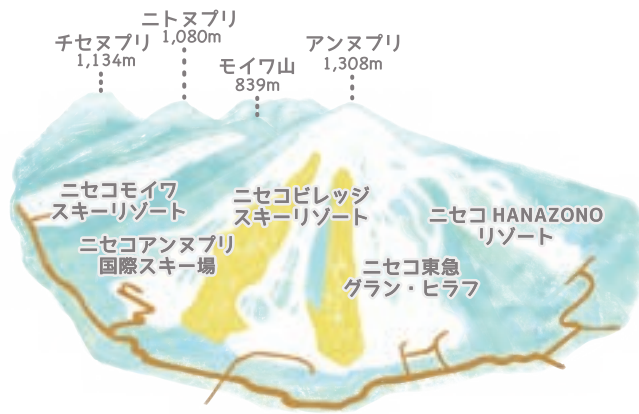 ニトヌプリ
1,080m
チセヌプリ
1,134m
アンヌプリ
1,308m
モイワ山
839m
ニセコモイワ
スキーリゾート
ニセコビレッジ
スキーリゾート
ニセコ HANAZONO
リゾート
ニセコアンヌプリ
国際スキー場
ニセコ東急
グラン・ヒラフ